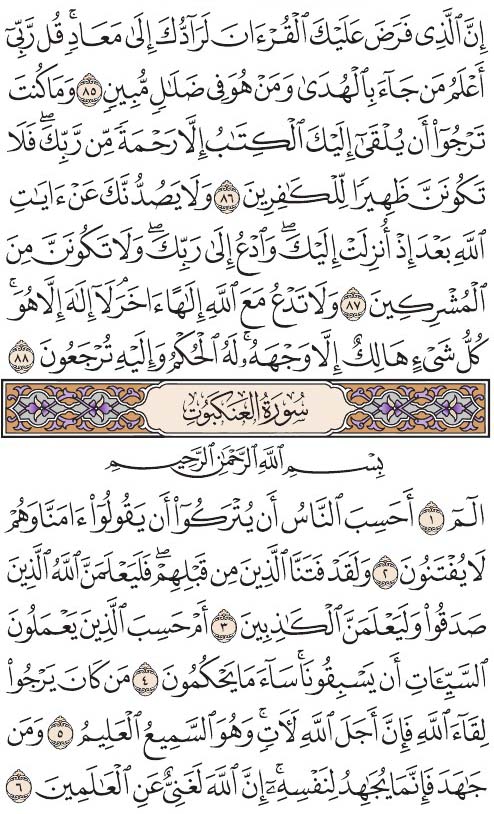 إِنَّ ٱلَّذِى فَرَضَ عَلَيْكَ ٱلْقُرْءَانَ لَرَآدُّكَ إِلَىٰ مَعَادٍۚ قُل رَّبِّىٓ
أَعْلَمُ مَن جَآءَ بِٱلْهُدَىٰ وَمَنْ هُوَ فِى ضَلَٰلٍ مُّبِينٍ ٨٥ وَمَا كُنتَ
تَرْجُوٓا۟ أَن يُلْقَىٰٓ إِلَيْكَ ٱلْكِتَٰبُ إِلَّا رَحْمَةً مِّن رَّبِّكَۖ فَلَا
تَكُونَنَّ ظَهِيرًا لِّلْكَٰفِرِينَ ٨٦ وَلَا يَصُدُّنَّكَ عَنْ ءَايَٰتِ
ٱللَّهِ بَعْدَ إِذْ أُنزِلَتْ إِلَيْكَۖ وَٱدْعُ إِلَىٰ رَبِّكَۖ وَلَا تَكُونَنَّ مِنَ
ٱلْمُشْرِكِينَ ٨٧ وَلَا تَدْعُ مَعَ ٱللَّهِ إِلَٰهًا ءَاخَرَۘ لَآ إِلَٰهَ إِلَّا هُوَۚ
كُلُّ شَىْءٍ هَالِكٌ إِلَّا وَجْهَهُۥۚ لَهُ ٱلْحُكْمُ وَإِلَيْهِ تُرْجَعُونَ ٨٨
سُورَةُ العَنكَبُوتِ
بِسْمِ ٱللَّهِ ٱلرَّحْمَٰنِ ٱلرَّحِيمِ
الٓمٓ ١ أَحَسِبَ ٱلنَّاسُ أَن يُتْرَكُوٓا۟ أَن يَقُولُوٓا۟ ءَامَنَّا وَهُمْ
لَا يُفْتَنُونَ ٢ وَلَقَدْ فَتَنَّا ٱلَّذِينَ مِن قَبْلِهِمْۖ فَلَيَعْلَمَنَّ ٱللَّهُ ٱلَّذِينَ
صَدَقُوا۟ وَلَيَعْلَمَنَّ ٱلْكَٰذِبِينَ ٣ أَمْ حَسِبَ ٱلَّذِينَ يَعْمَلُونَ
ٱلسَّيِّـَٔاتِ أَن يَسْبِقُونَاۚ سَآءَ مَا يَحْكُمُونَ ٤ مَن كَانَ يَرْجُوا۟
لِقَآءَ ٱللَّهِ فَإِنَّ أَجَلَ ٱللَّهِ لَـَٔاتٍۚ وَهُوَ ٱلسَّمِيعُ ٱلْعَلِيمُ ٥ وَمَن
جَٰهَدَ فَإِنَّمَا يُجَٰهِدُ لِنَفْسِهِۦٓۚ إِنَّ ٱللَّهَ لَغَنِىٌّ عَنِ ٱلْعَٰلَمِينَ ٦